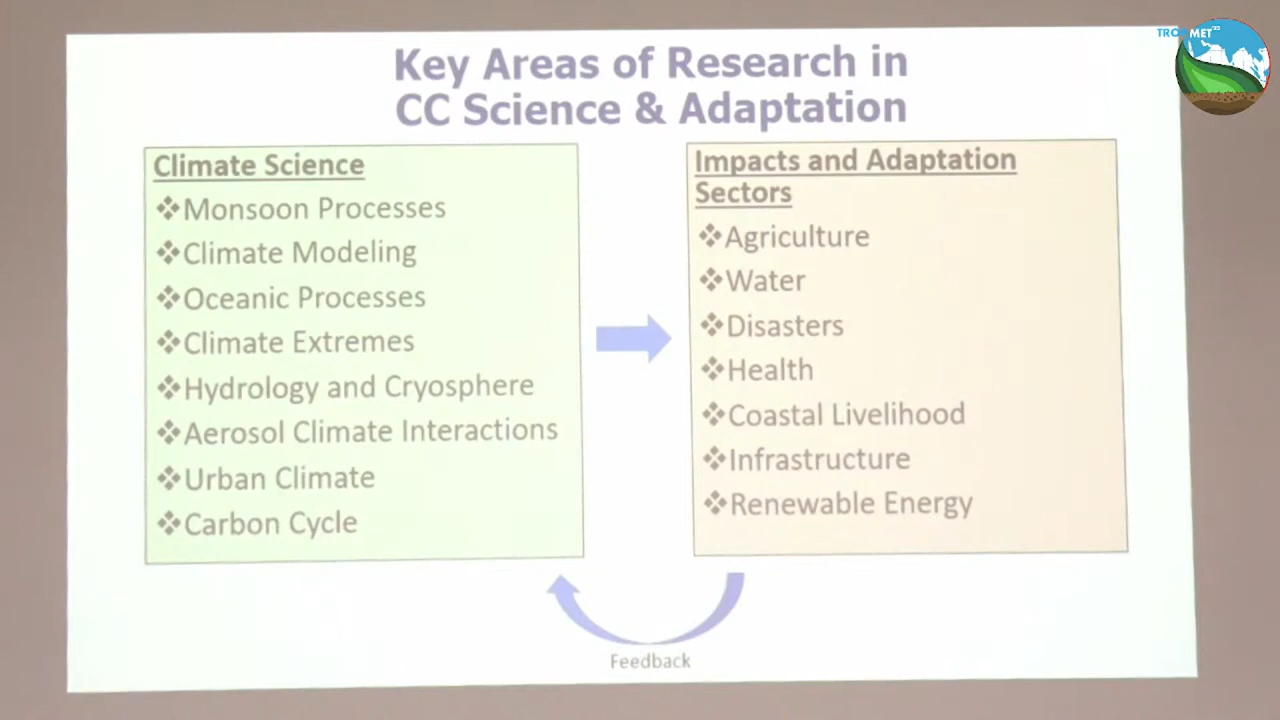 TROPMET
Key Areas of Research in
CC Science & Adaptation
Climate Science
❖Monsoon Processes
❖Climate Modeling
❖Oceanic Processes
❖Climate Extremes
❖Hydrology and Cryosphere
❖Aerosol Climate Interactions
❖Urban Climate
❖Carbon Cycle
Impacts and Adaptation
Sectors
❖Agriculture
❖Water
❖Disasters
❖Health
❖Coastal Livelihood
❖Infrastructure
❖Renewable Energy
Feedback